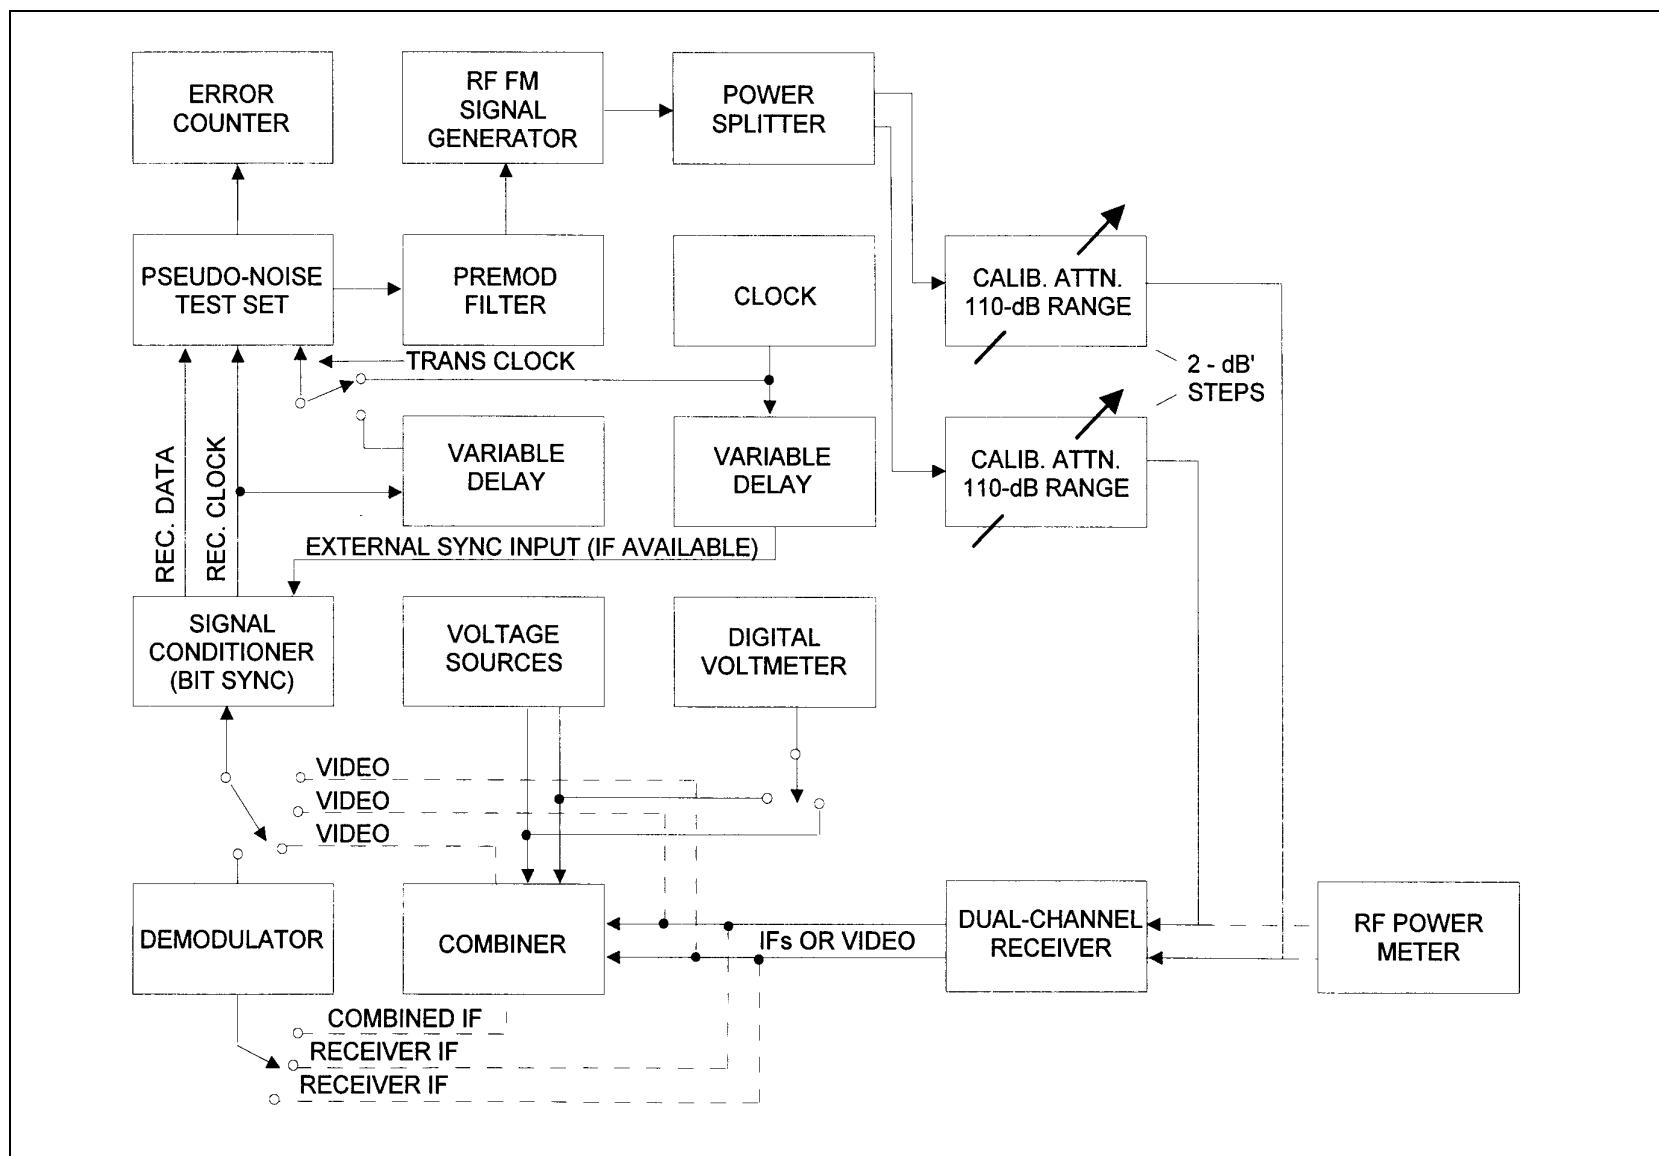 ERROR
COUNTER
RF FM
SIGNAL
GENERATOR
POWER
SPLITTER
PSEUDO-NOISE
TEST SET
PREMOD
FILTER
CLOCK
CALIB. ATTN.
110-dB RANGE
TRANS CLOCK
2 - dB'
STEPS
VARIABLE
DELAY
VARIABLE
DELAY
CALIB. ATTN.
110-dB RANGE
REC. DATA
REC. CLOCK
EXTERNAL SYNC INPUT (IF AVAILABLE)
SIGNAL
CONDITIONER
(BIT SYNC)
VOLTAGE
SOURCES
DIGITAL
VOLTMETER
VIDEO
VIDEO
VIDEO
DEMODULATOR
COMBINER
IFs OR VIDEO
DUAL-CHANNEL
RECEIVER
RF POWER
METER
COMBINED IF
RECEIVER IF
RECEIVER IF